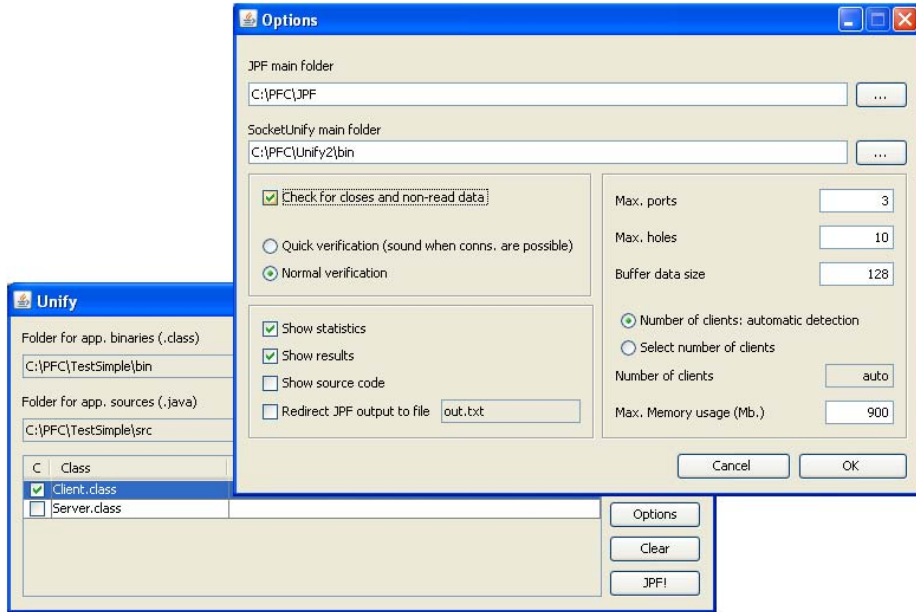 Options
JPF main folder
C:\PFC\JPF
...
SocketUnify main folder
C:\PFC\Unify2\bin
...
Check for closes and non-read data
Quick verification (sound when conns. are possible)
Normal verification
Max. ports 3
Max. holes 10
Buffer data size 128
Show statistics
Show results
Show source code
Redirect JPF output to file out.txt
Number of clients: automatic detection
Select number of clients
Number of clients auto
Max. Memory usage (Mb.) 900
Cancel OK
Unify
Folder for app. binaries (.class)
C:\PFC\TestSimple\bin
Folder for app. sources (.java)
C:\PFC\TestSimple\src
C Class
Client.class
Server.class
Options
Clear
JPF!